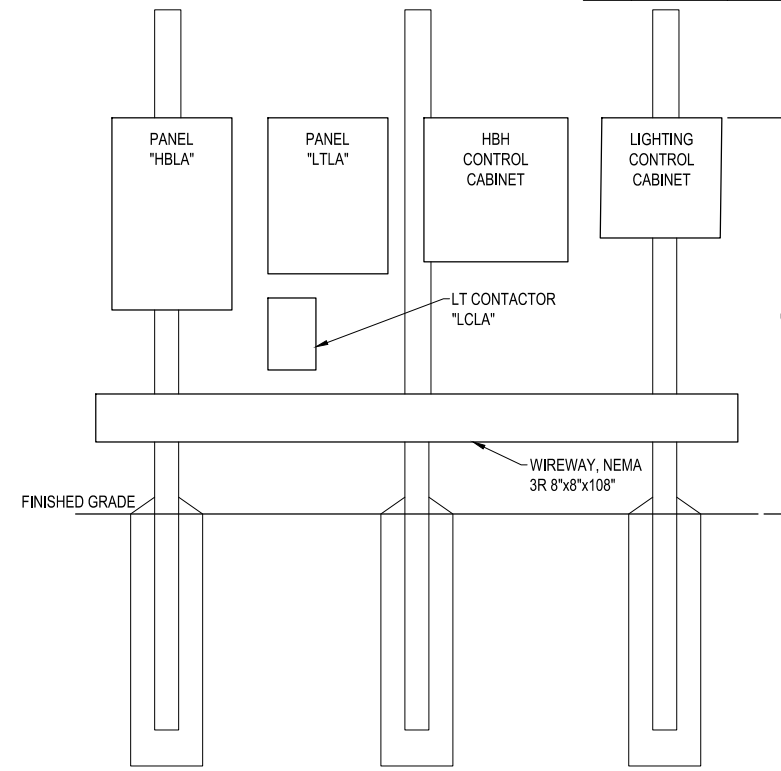 PANEL
"HBLA"
PANEL
"LTLA"
HBH
CONTROL
CABINET
LIGHTING
CONTROL
CABINET
LT CONTACTOR
"LCLA"
WIREWAY, NEMA
3R 8"x8"x108"
FINISHED GRADE